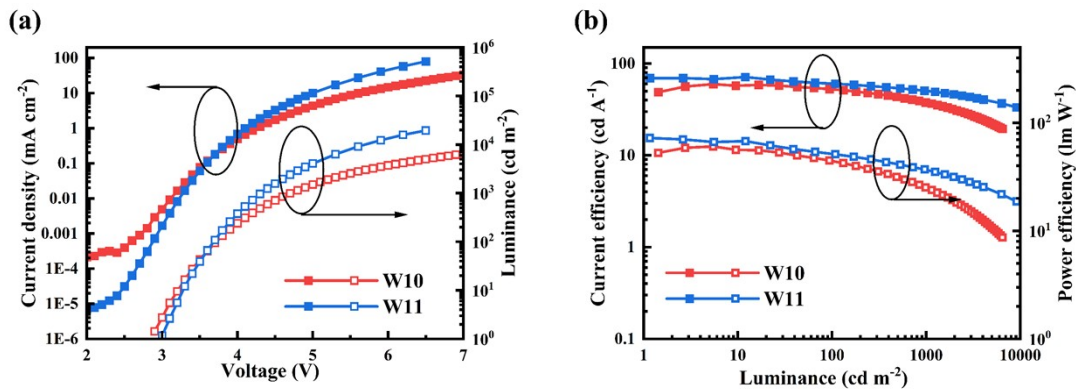 (a)
Current density (mA cm⁻²)
100
10
1
0.1
0.01
0.001
1E-4
1E-5
1E-6
2 3 4 5 6 7
Voltage (V)
10⁶
10⁵
10⁴
10³
10²
10¹
10⁰
Luminance (cd m⁻²)
W10
W11
(b)
Current efficiency (cd A⁻¹)
100
10
1
0.1
1 10 100 1000 10000
Luminance (cd m⁻²)
10²
10¹
10⁰
Power efficiency (lm W⁻¹)
W10
W11